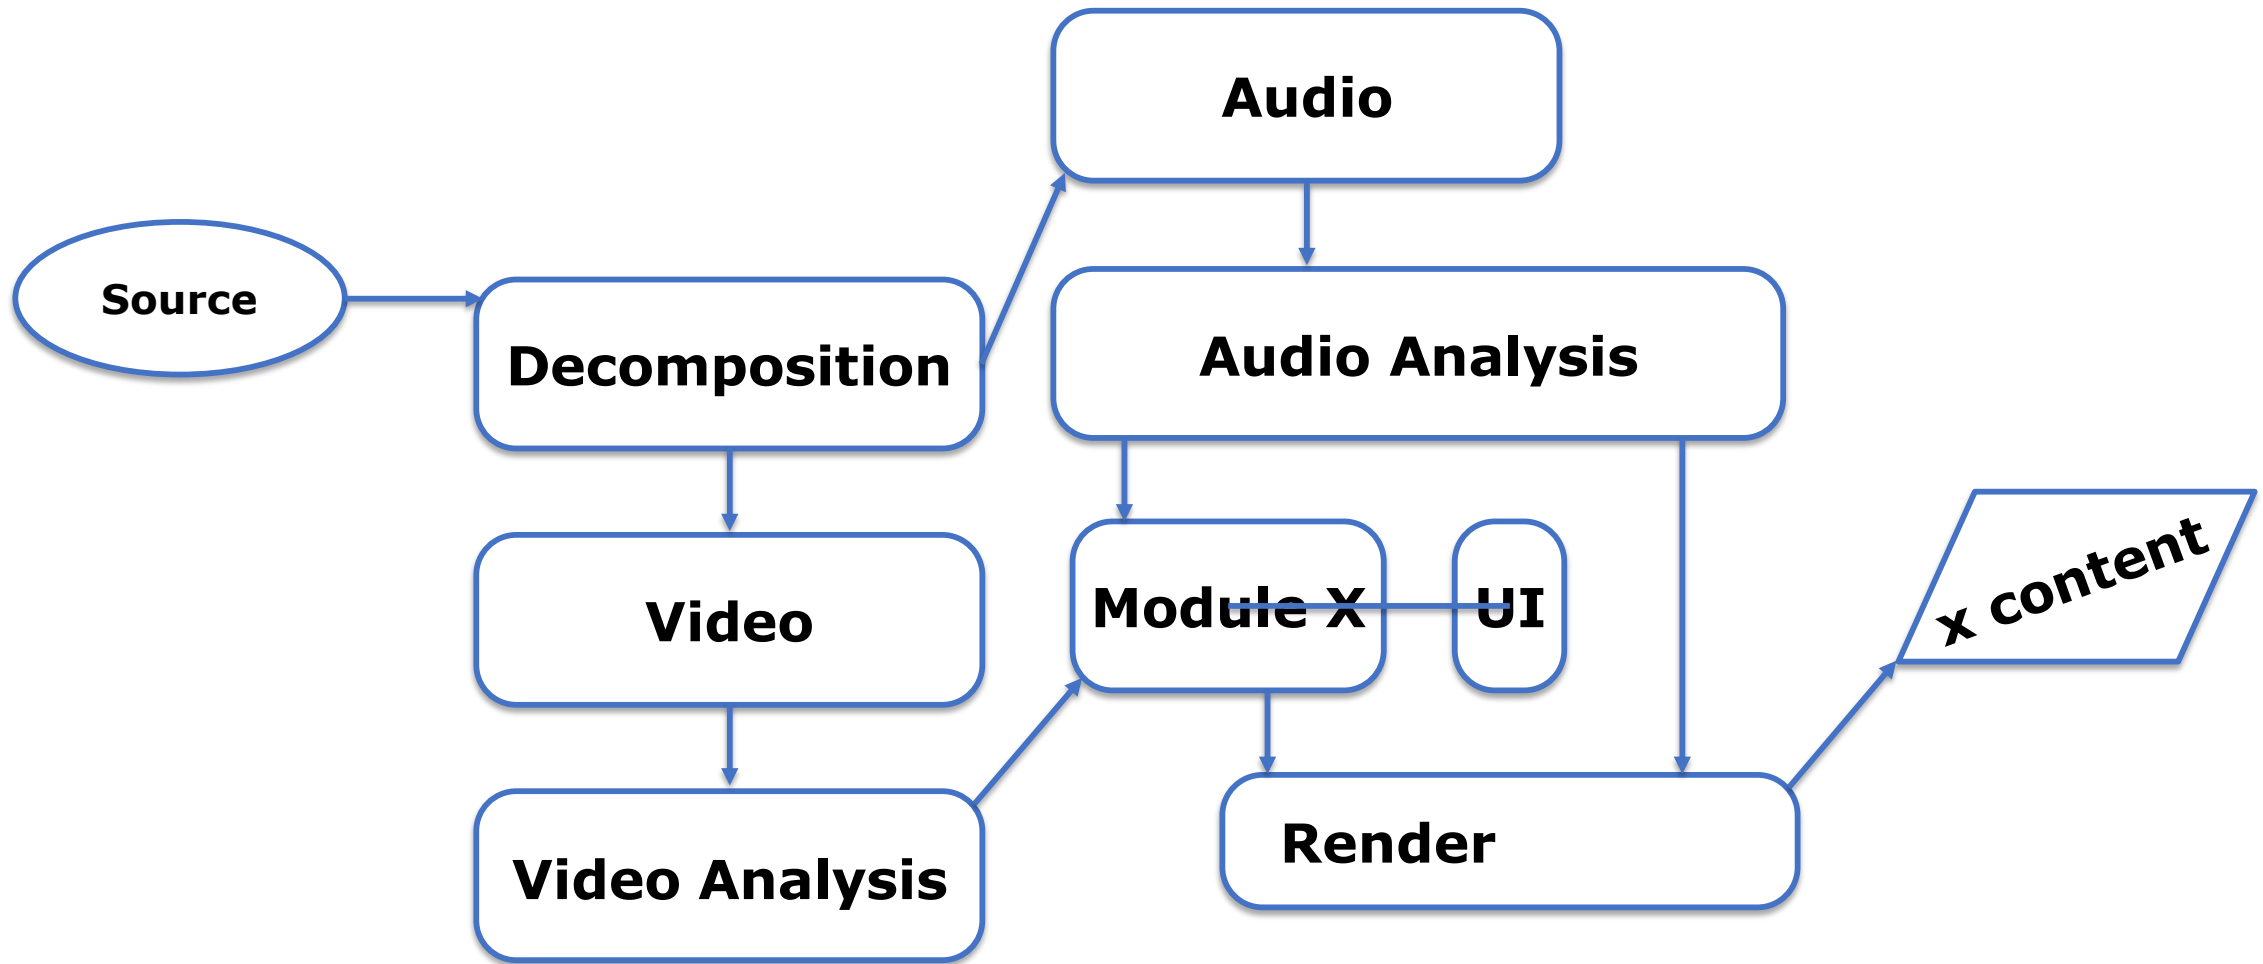 Audio
Source
Decomposition
Audio Analysis
Video
Module X
UI
x content
Video Analysis
Render